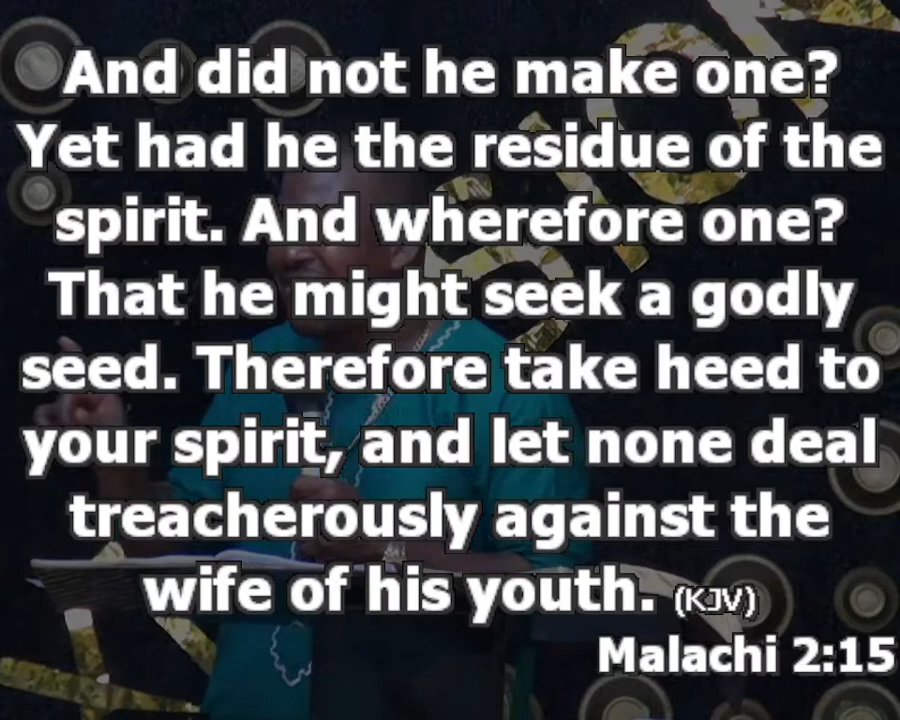 And did not he make one?
Yet had he the residue of the
spirit. And wherefore one?
That he might seek a godly
seed. Therefore take heed to
your spirit, and let none deal
treacherously against the
wife of his youth. (KJV)
Malachi 2:15